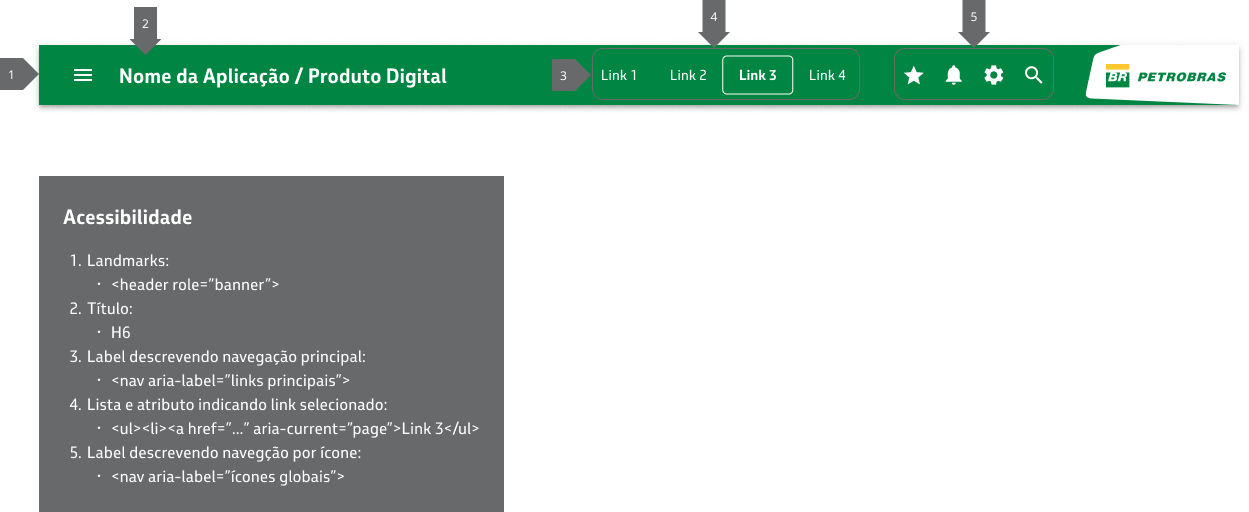 2
4
5
1
Nome da Aplicação / Produto Digital
3
Link 1
Link 2
Link 3
Link 4
BR PETROBRAS
Acessibilidade
1. Landmarks:
· <header role="banner">
2. Título:
· H6
3. Label descrevendo navegação principal:
· <nav aria-label="links principais">
4. Lista e atributo indicando link selecionado:
· <ul><li><a href="..." aria-current="page">Link 3</ul>
5. Label descrevendo navegção por ícone:
· <nav aria-label="ícones globais">